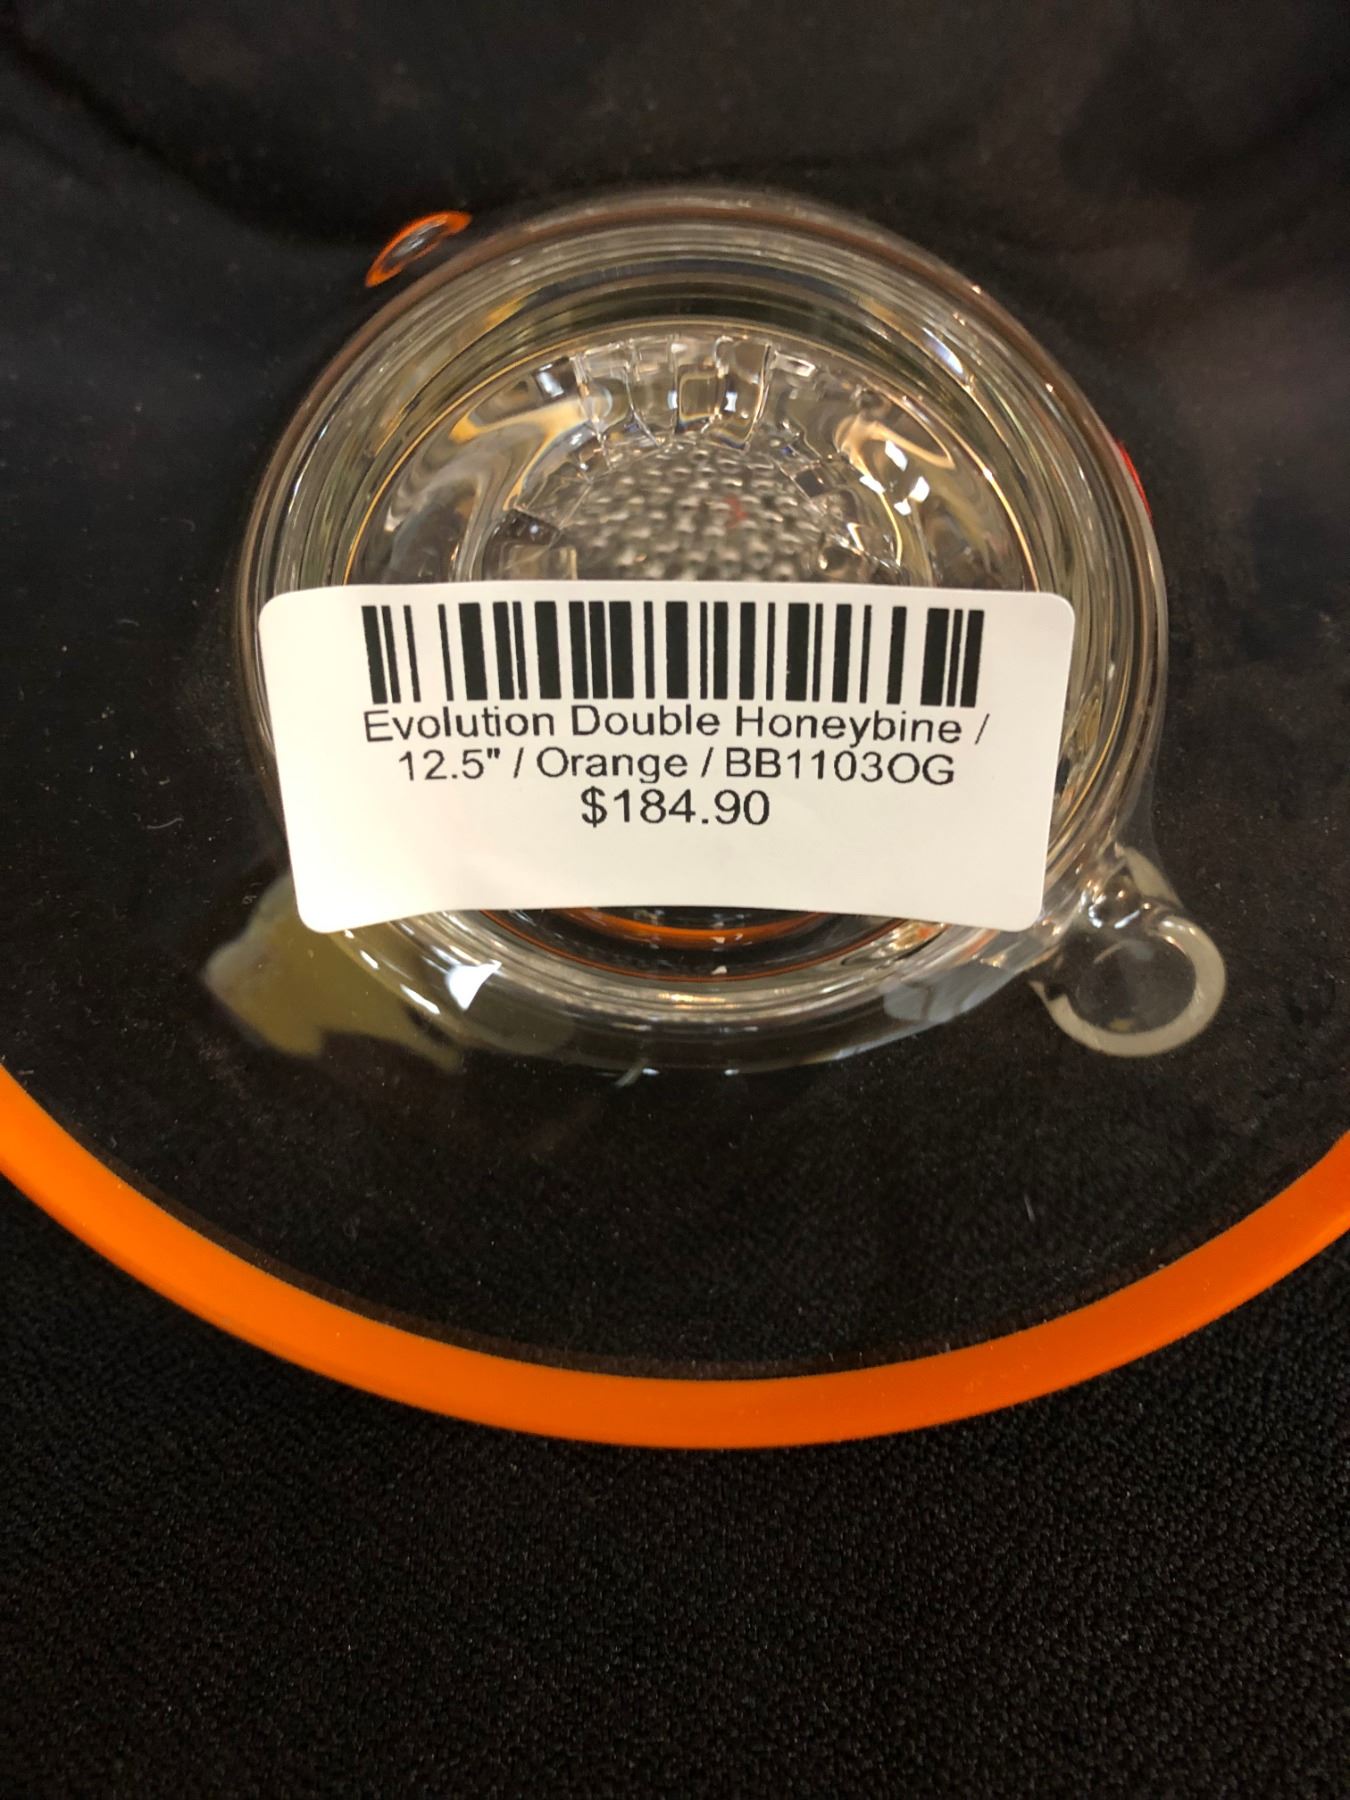 Evolution Double Honeybine /
12.5" / Orange / BB1103OG
$184.90